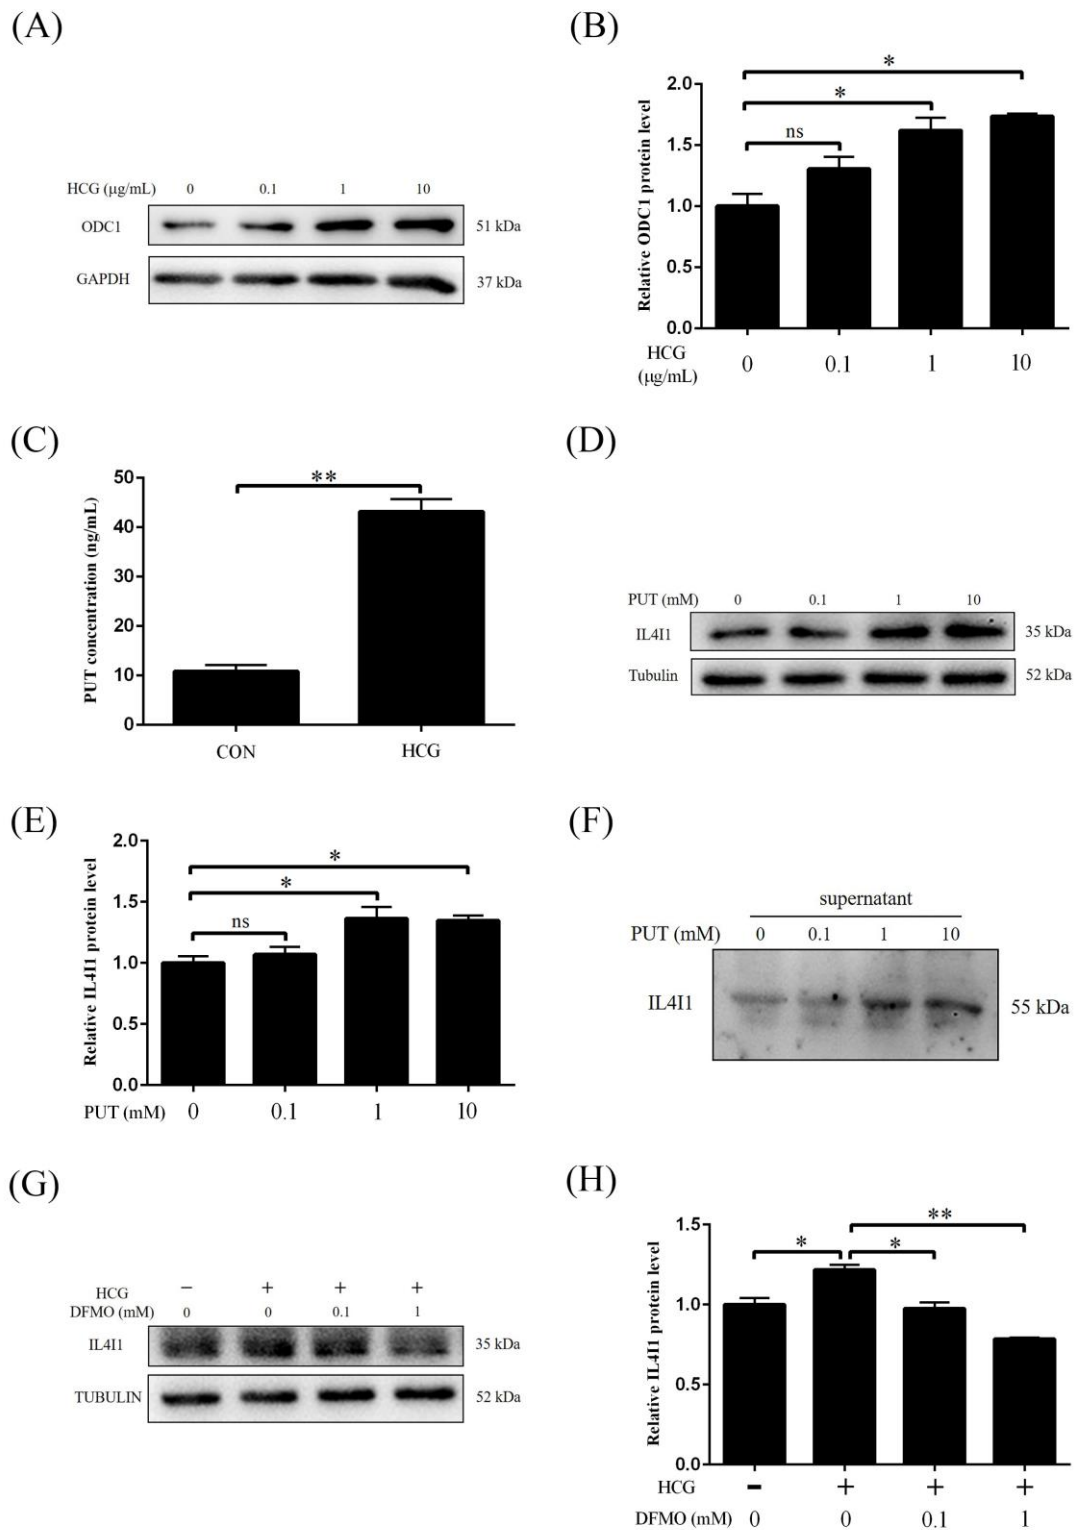 (A)
HCG (μg/mL) 0 0.1 1 10
ODC1 51 kDa
GAPDH 37 kDa
(B)
* 
*
ns
Relative ODC1 protein level
2.0
1.5
1.0
0.5
0.0
HCG
(μg/mL) 0 0.1 1 10
(C)
**
PUT concentration (ng/mL)
50
40
30
20
10
0
CON HCG
(D)
PUT (mM) 0 0.1 1 10
IL4I1 35 kDa
Tubulin 52 kDa
(E)
*
*
ns
Relative IL4I1 protein level
2.0
1.5
1.0
0.5
0.0
PUT (mM) 0 0.1 1 10
(F)
supernatant
PUT (mM) 0 0.1 1 10
IL4I1 55 kDa
(G)
HCG − + + +
DFMO (mM) 0 0 0.1 1
IL4I1 35 kDa
TUBULIN 52 kDa
(H)
**
* *
Relative IL4I1 protein level
1.5
1.0
0.5
0.0
HCG - + + +
DFMO (mM) 0 0 0.1 1